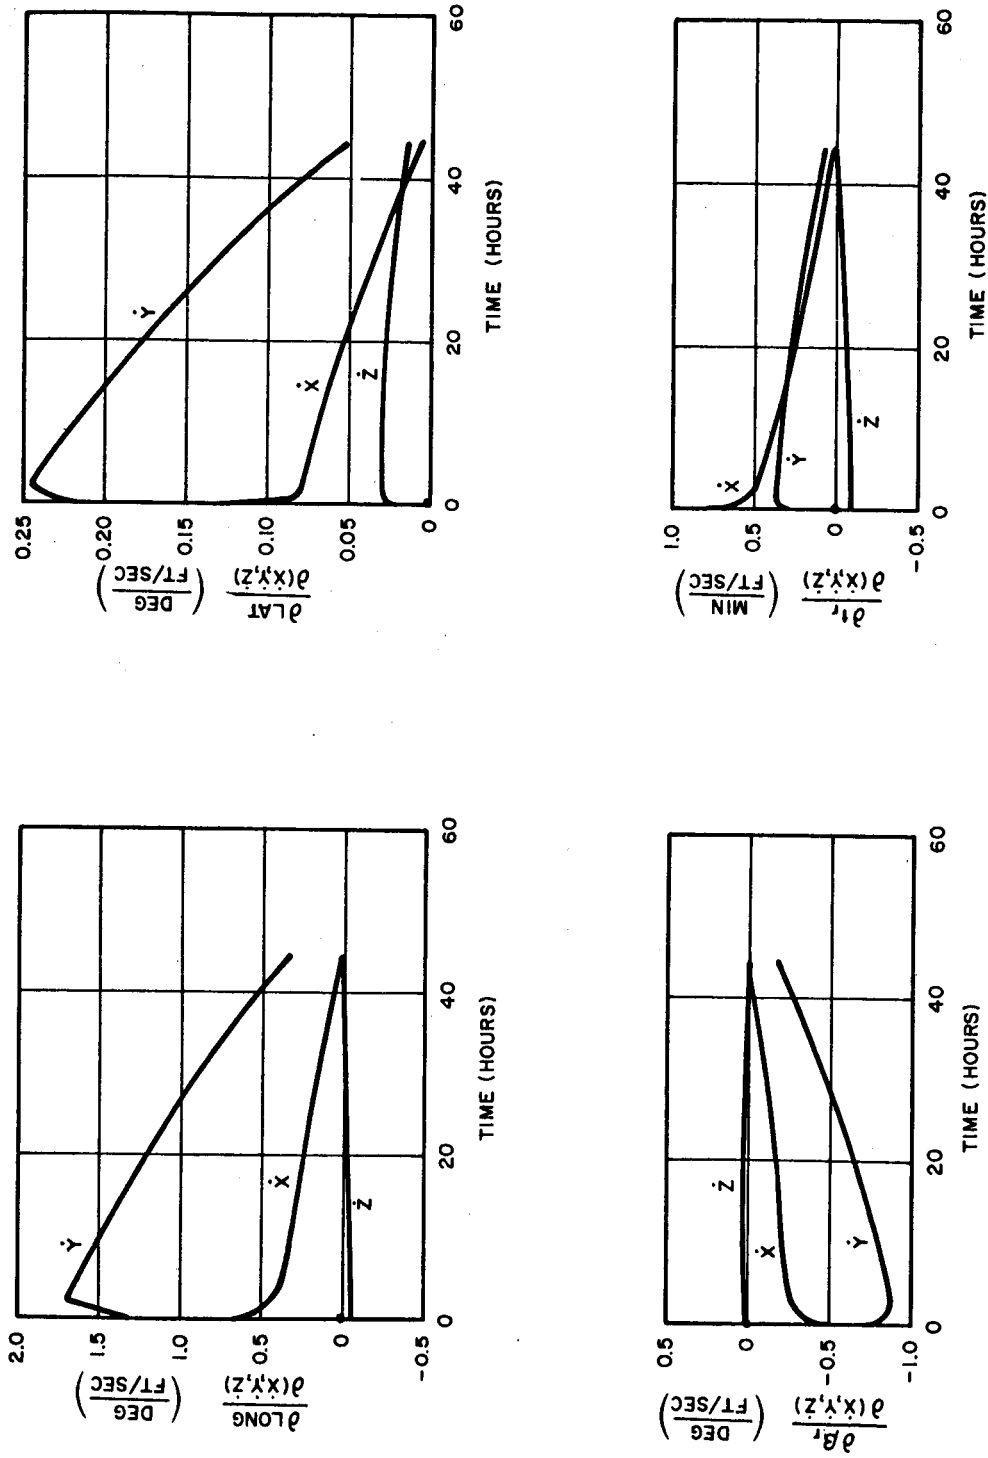 ∂LONG / ∂(Ẋ,Ẏ,Ż) (DEG / FT/SEC)
2.0
1.5
1.0
0.5
0
-0.5
Ẏ
Ẋ
Ż
0 20 40 60
TIME (HOURS)
∂LAT / ∂(Ẋ,Ẏ,Ż) (DEG / FT/SEC)
0.25
0.20
0.15
0.10
0.05
0
Ẏ
Ẋ
Ż
0 20 40 60
TIME (HOURS)
∂βr / ∂(Ẋ,Ẏ,Ż) (DEG / FT/SEC)
0.5
0
-0.5
-1.0
Ż
Ẋ
Ẏ
0 20 40 60
TIME (HOURS)
∂tr / ∂(Ẋ,Ẏ,Ż) (MIN / FT/SEC)
1.0
0.5
0
-0.5
Ẋ
Ẏ
Ż
0 20 40 60
TIME (HOURS)